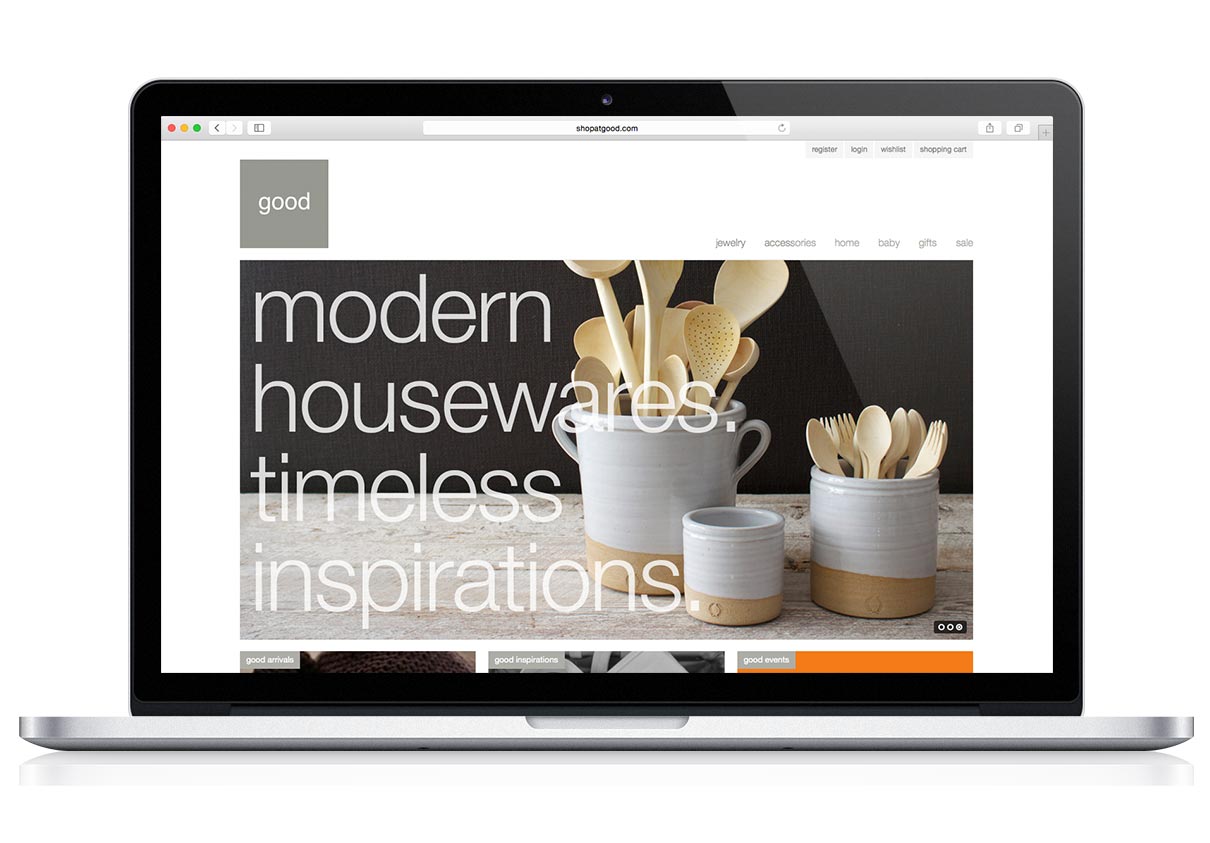 shopatgood.com
register login wishlist shopping cart
good
jewelry accessories home baby gifts sale
modern
housewares.
timeless
inspirations.
good arrivals good inspirations good events